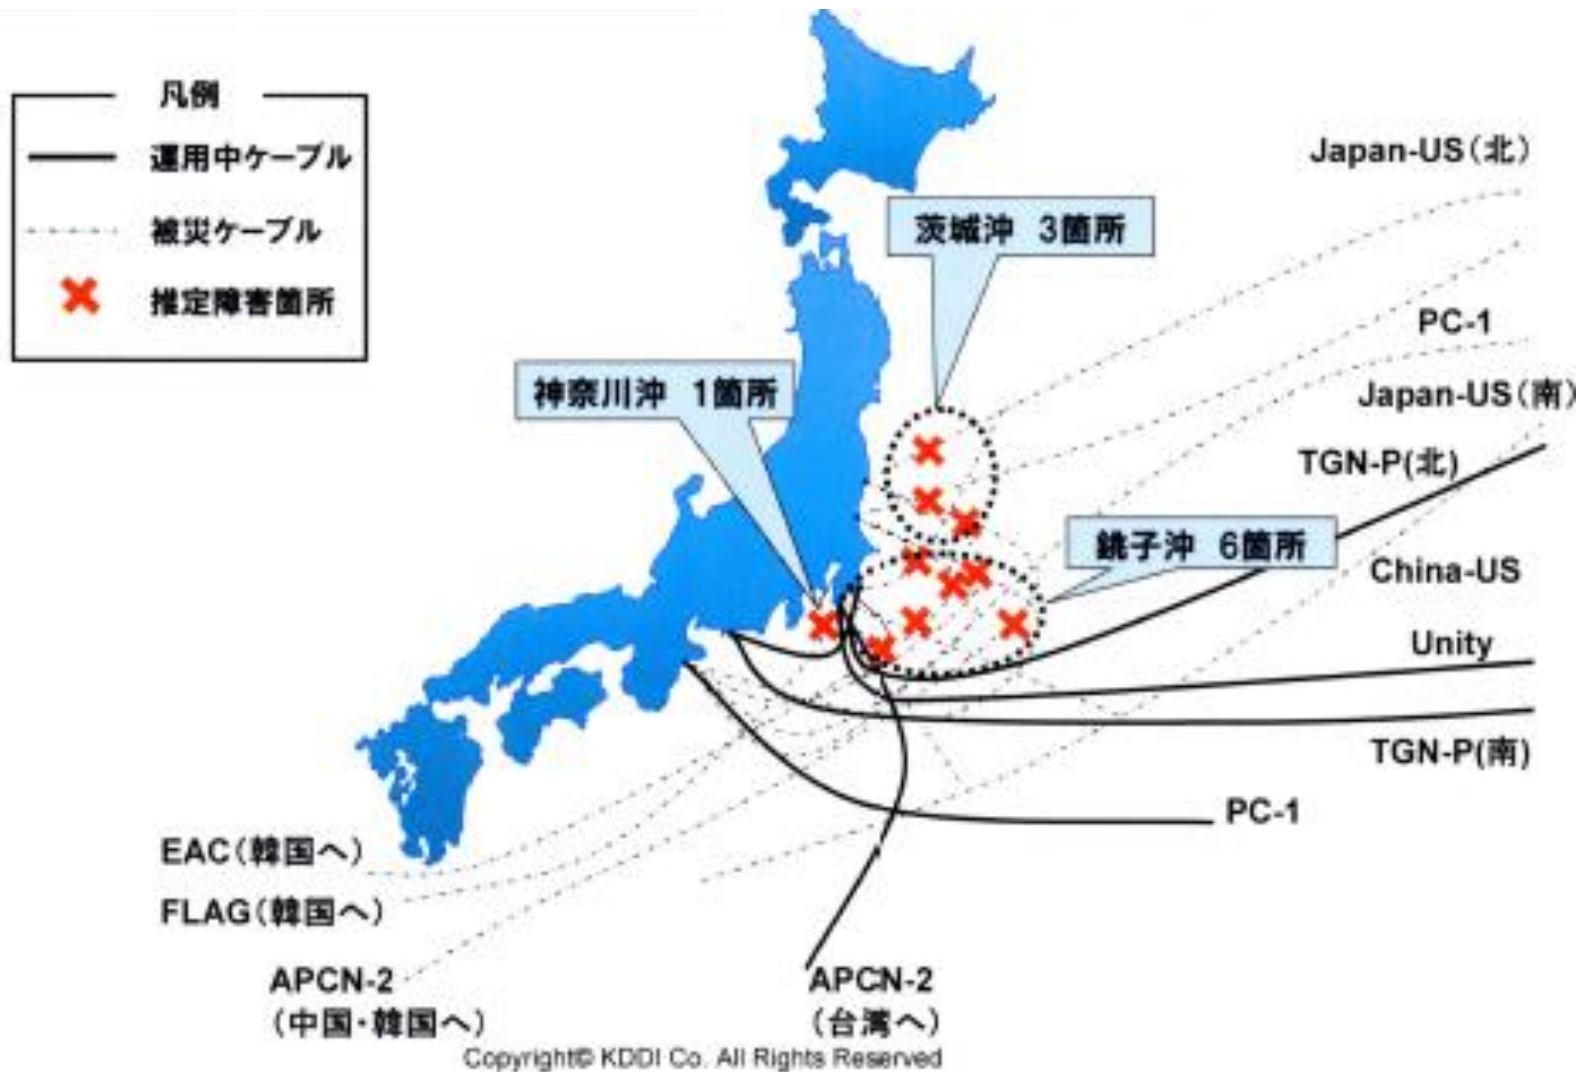 凡例
運用中ケーブル
被災ケーブル
推定障害箇所
Japan-US(北)
茨城沖 3箇所
PC-1
神奈川沖 1箇所
Japan-US(南)
TGN-P(北)
銚子沖 6箇所
China-US
Unity
TGN-P(南)
PC-1
EAC(韓国へ)
FLAG(韓国へ)
APCN-2
(中国・韓国へ)
APCN-2
(台湾へ)
Copyright© KDDI Co. All Rights Reserved